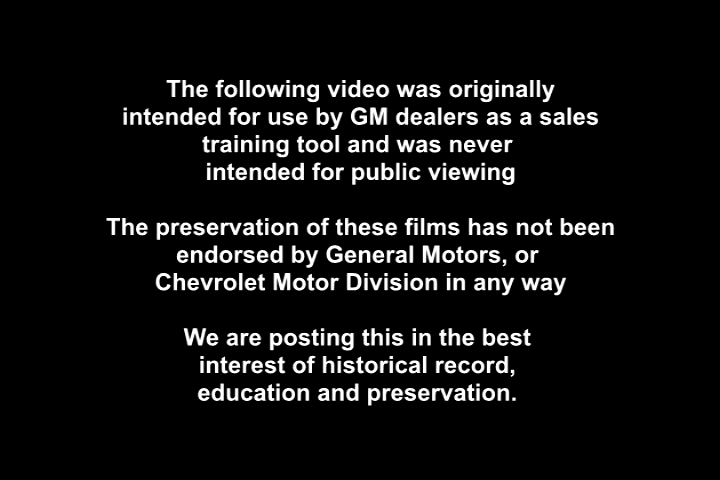 The following video was originally
intended for use by GM dealers as a sales
training tool and was never
intended for public viewing
The preservation of these films has not been
endorsed by General Motors, or
Chevrolet Motor Division in any way
We are posting this in the best
interest of historical record,
education and preservation.